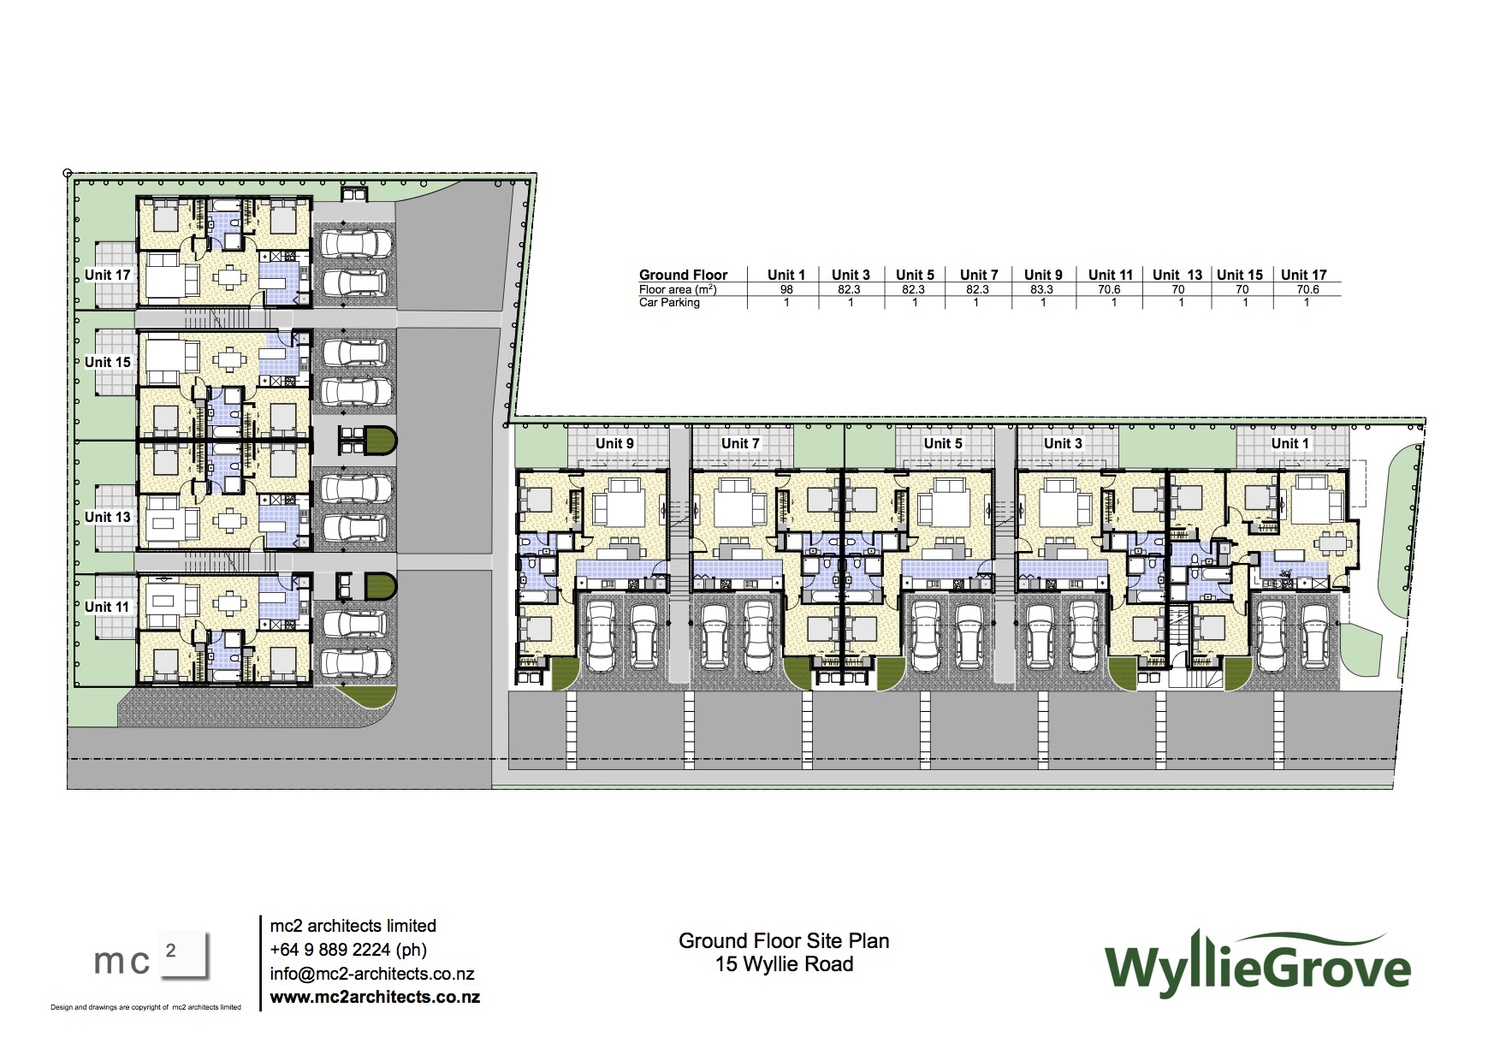 Ground Floor Unit 1 Unit 3 Unit 5 Unit 7 Unit 9 Unit 11 Unit 13 Unit 15 Unit 17
Floor area (m²) 98 82.3 82.3 82.3 83.3 70.6 70 70 70.6
Car Parking 1 1 1 1 1 1 1 1 1
Unit 17
Unit 15
Unit 13
Unit 11
Unit 9 Unit 7 Unit 5 Unit 3 Unit 1
mc²
Design and drawings are copyright of mc2 architects limited
mc2 architects limited
+64 9 889 2224 (ph)
info@mc2-architects.co.nz
www.mc2architects.co.nz
Ground Floor Site Plan
15 Wyllie Road
WyllieGrove